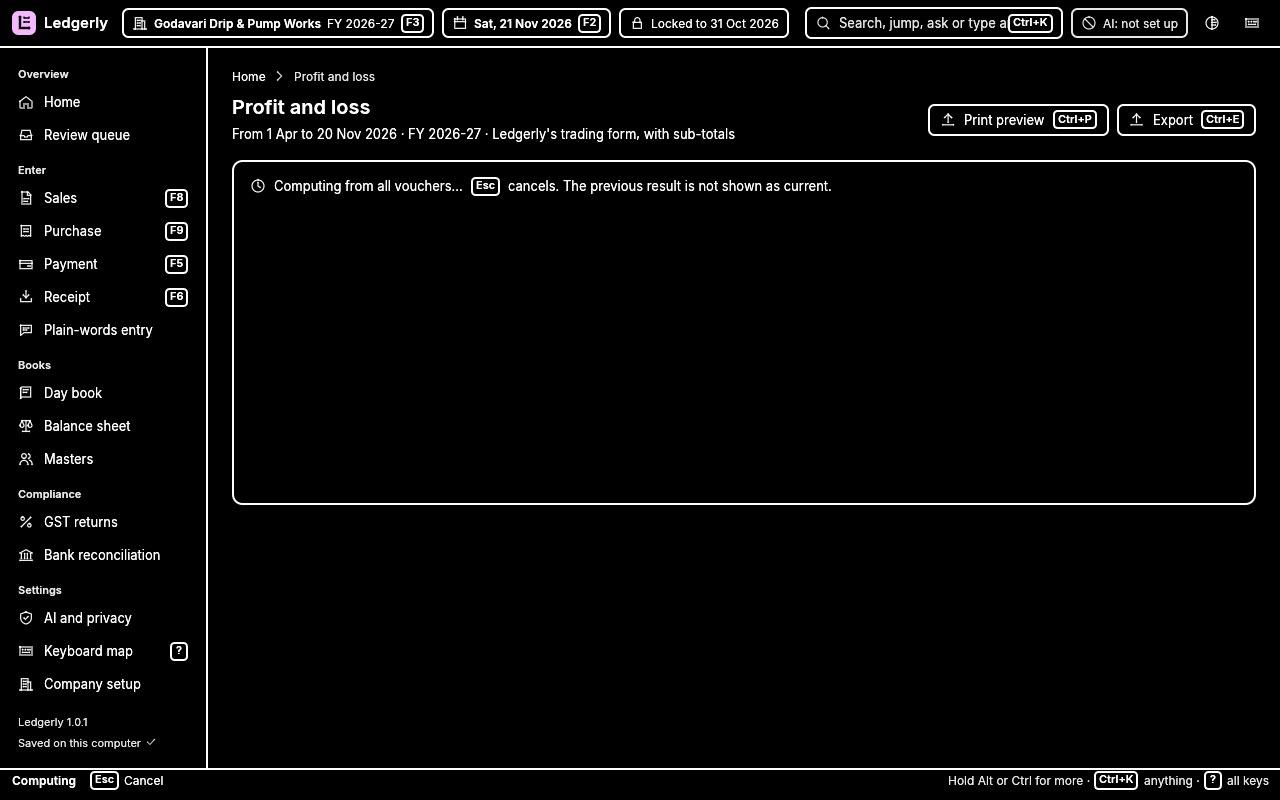 Ledgerly
Godavari Drip & Pump Works FY 2026-27 F3
Sat, 21 Nov 2026 F2
Locked to 31 Oct 2026
Search, jump, ask or type a Ctrl+K
AI: not set up
Overview
Home
Review queue
Enter
Sales F8
Purchase F9
Payment F5
Receipt F6
Plain-words entry
Books
Day book
Balance sheet
Masters
Compliance
GST returns
Bank reconciliation
Settings
AI and privacy
Keyboard map ?
Company setup
Ledgerly 1.0.1
Saved on this computer
Home Profit and loss
Profit and loss
From 1 Apr to 20 Nov 2026 · FY 2026-27 · Ledgerly's trading form, with sub-totals
Print preview Ctrl+P
Export Ctrl+E
Computing from all vouchers... Esc cancels. The previous result is not shown as current.
Computing Esc Cancel
Hold Alt or Ctrl for more · Ctrl+K anything · ? all keys